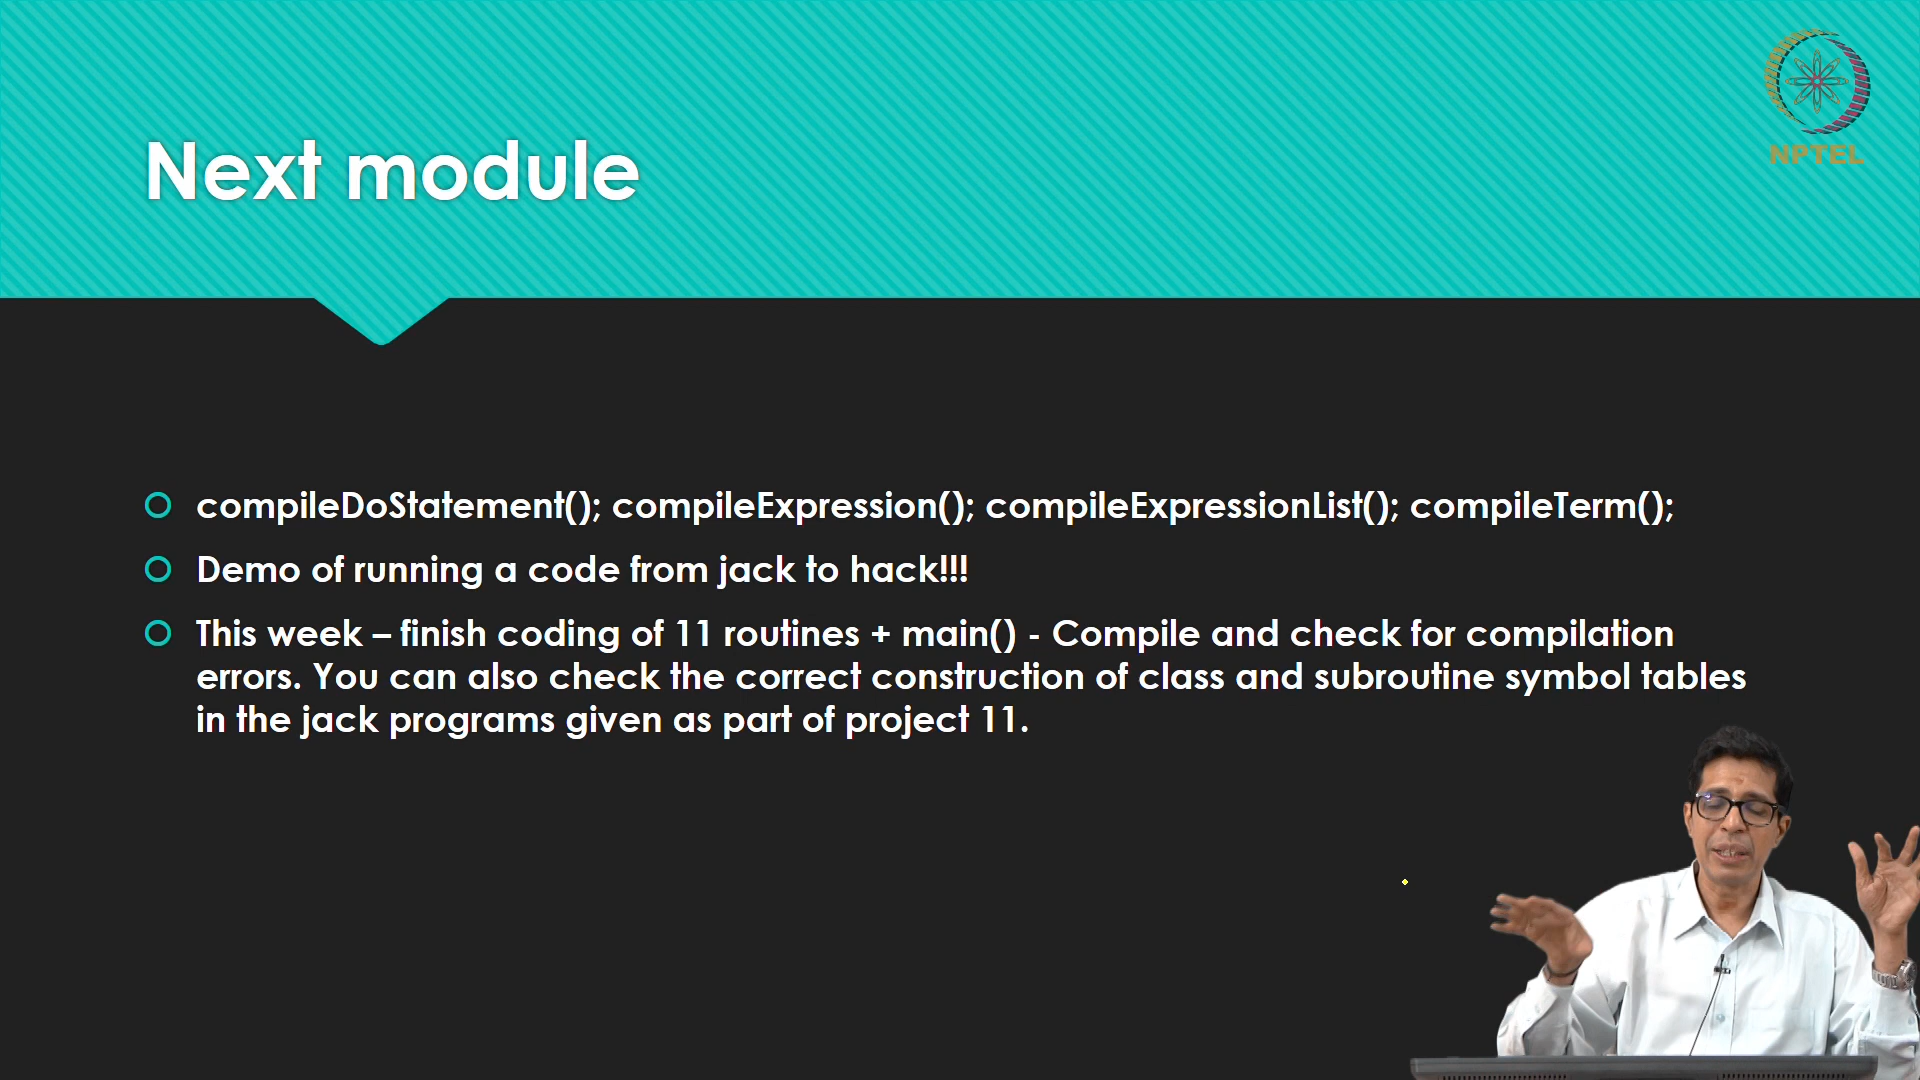 NPTEL
Next module
compileDoStatement(); compileExpression(); compileExpressionList(); compileTerm();
Demo of running a code from jack to hack!!!
This week – finish coding of 11 routines + main() - Compile and check for compilation
errors. You can also check the correct construction of class and subroutine symbol tables
in the jack programs given as part of project 11.